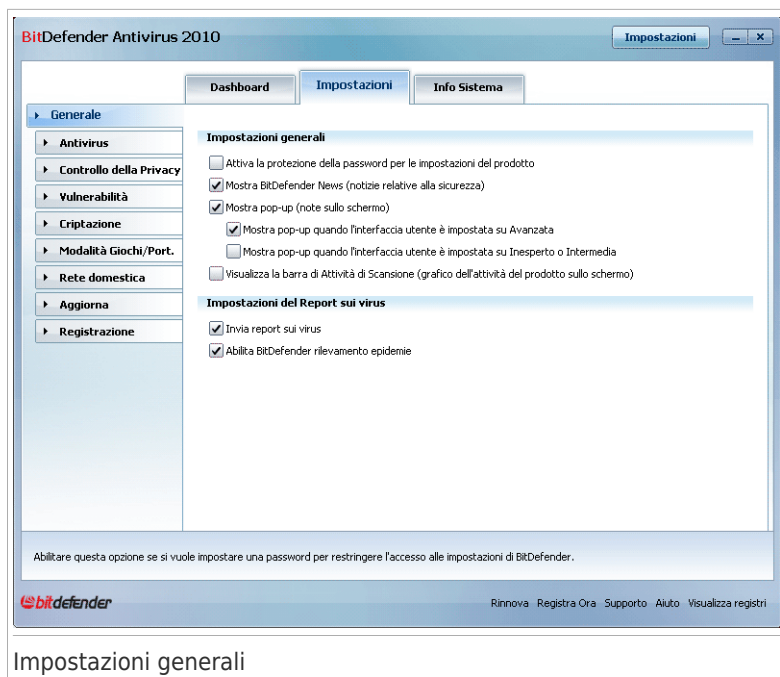 BitDefender Antivirus 2010
Impostazioni
Dashboard
Impostazioni
Info Sistema
Generale
Antivirus
Controllo della Privacy
Vulnerabilità
Criptazione
Modalità Giochi/Port.
Rete domestica
Aggiorna
Registrazione
Impostazioni generali
Attiva la protezione della password per le impostazioni del prodotto
Mostra BitDefender News (notizie relative alla sicurezza)
Mostra pop-up (note sullo schermo)
Mostra pop-up quando l'interfaccia utente è impostata su Avanzata
Mostra pop-up quando l'interfaccia utente è impostata su Inesperto o Intermedia
Visualizza la barra di Attività di Scansione (grafico dell'attività del prodotto sullo schermo)
Impostazioni del Report sui virus
Invia report sui virus
Abilita BitDefender rilevamento epidemie
Abilitare questa opzione se si vuole impostare una password per restringere l'accesso alle impostazioni di BitDefender.
bitdefender
Rinnova Registra Ora Supporto Aiuto Visualizza registri
Impostazioni generali